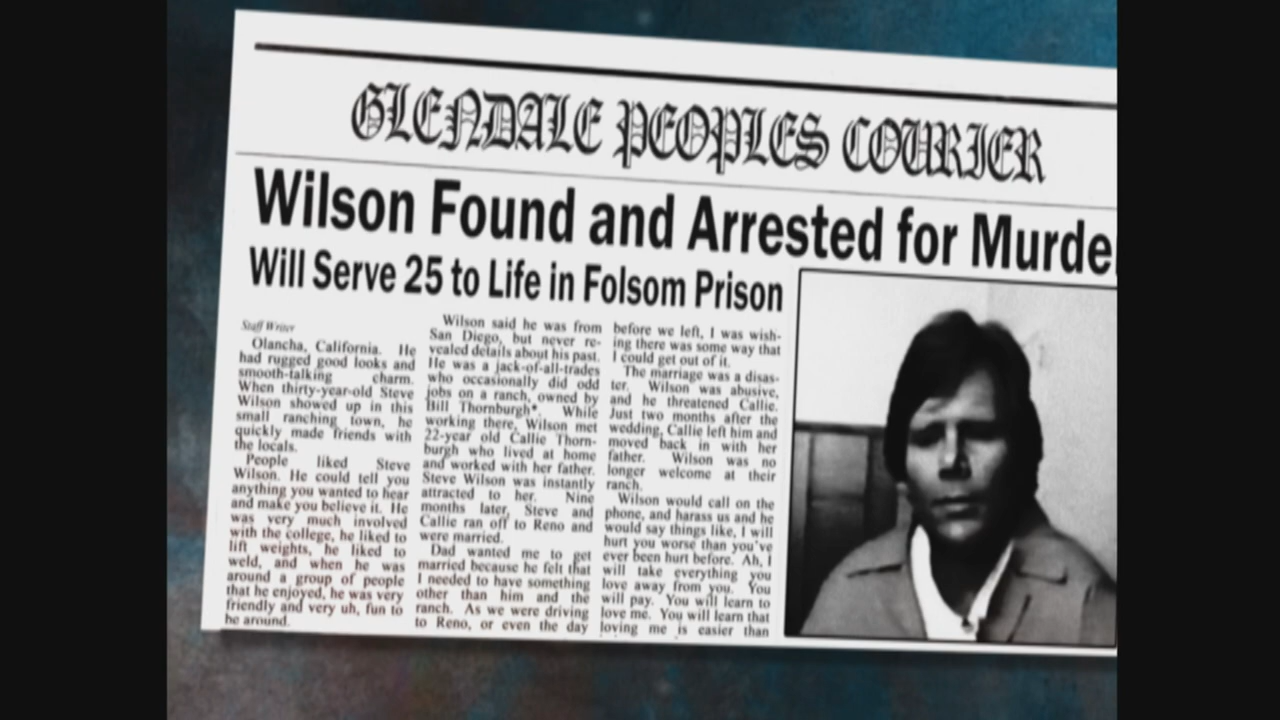 GLENDALE PEOPLES COURIER
Wilson Found and Arrested for Murde
Will Serve 25 to Life in Folsom Prison
Staff Writer
Olancha, California. He
had rugged good looks and
smooth-talking charm.
When thirty-year-old Steve
Wilson showed up in this
small ranching town, he
quickly made friends with
the locals.
People liked Steve
Wilson. He could tell you
anything you wanted to hear
and make you believe it. He
was very much involved
with the college, he liked to
lift weights, he liked to
weld, and when he was
around a group of people
that he enjoyed, he was very
friendly and very uh, fun to
be around.
Wilson said he was from
San Diego, but never re-
vealed details about his past.
He was a jack-of-all-trades
who occasionally did odd
jobs on a ranch, owned by
Bill Thornburgh*. While
working there, Wilson met
22-year old Callie Thorn-
burgh who lived at home
and worked with her father.
Steve Wilson was instantly
attracted to her. Nine
months later, Steve and
Callie ran off to Reno and
were married.
Dad wanted me to get
married because he felt that
I needed to have something
other than him and the
ranch. As we were driving
to Reno, or even the day
before we left, I was wish-
ing there was some way that
I could get out of it.
The marriage was a disas-
ter. Wilson was abusive,
and he threatened Callie.
Just two months after the
wedding, Callie left him and
moved back in with her
father. Wilson was no
longer welcome at their
ranch.
Wilson would call on the
phone, and harass us and he
would say things like, I will
hurt you worse than you've
ever been hurt before. Ah, I
will take everything you
love away from you. You
will pay. You will learn to
love me. You will learn that
loving me is easier than